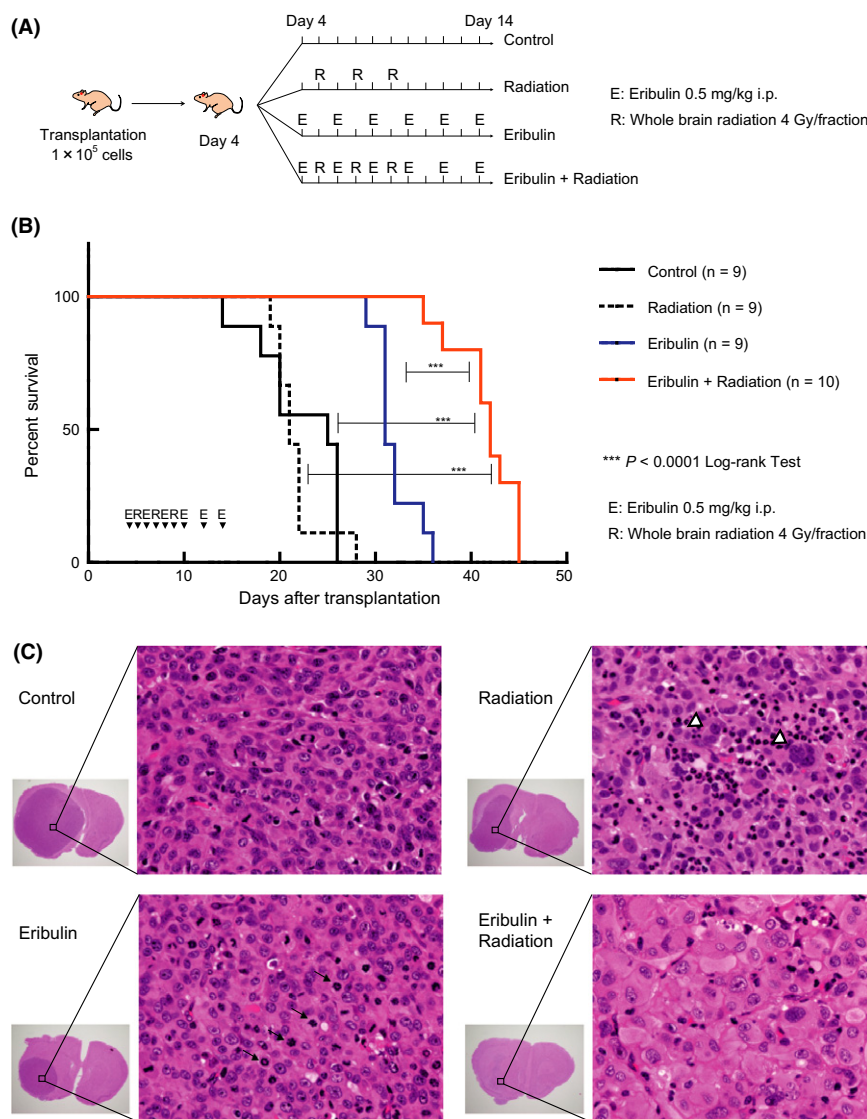 (A)
Day 4 Day 14
Control
R R R
Radiation
E E E E E E
Eribulin
E R E R E R E E E
Eribulin + Radiation
Transplantation
1 × 10⁵ cells
Day 4
E: Eribulin 0.5 mg/kg i.p.
R: Whole brain radiation 4 Gy/fraction
(B)
100
50
0
Percent survival
0 10 20 30 40 50
Days after transplantation
ERERERE E E
***
***
***
Control (n = 9)
Radiation (n = 9)
Eribulin (n = 9)
Eribulin + Radiation (n = 10)
*** P < 0.0001 Log-rank Test
E: Eribulin 0.5 mg/kg i.p.
R: Whole brain radiation 4 Gy/fraction
(C)
Control
Radiation
Eribulin
Eribulin +
Radiation